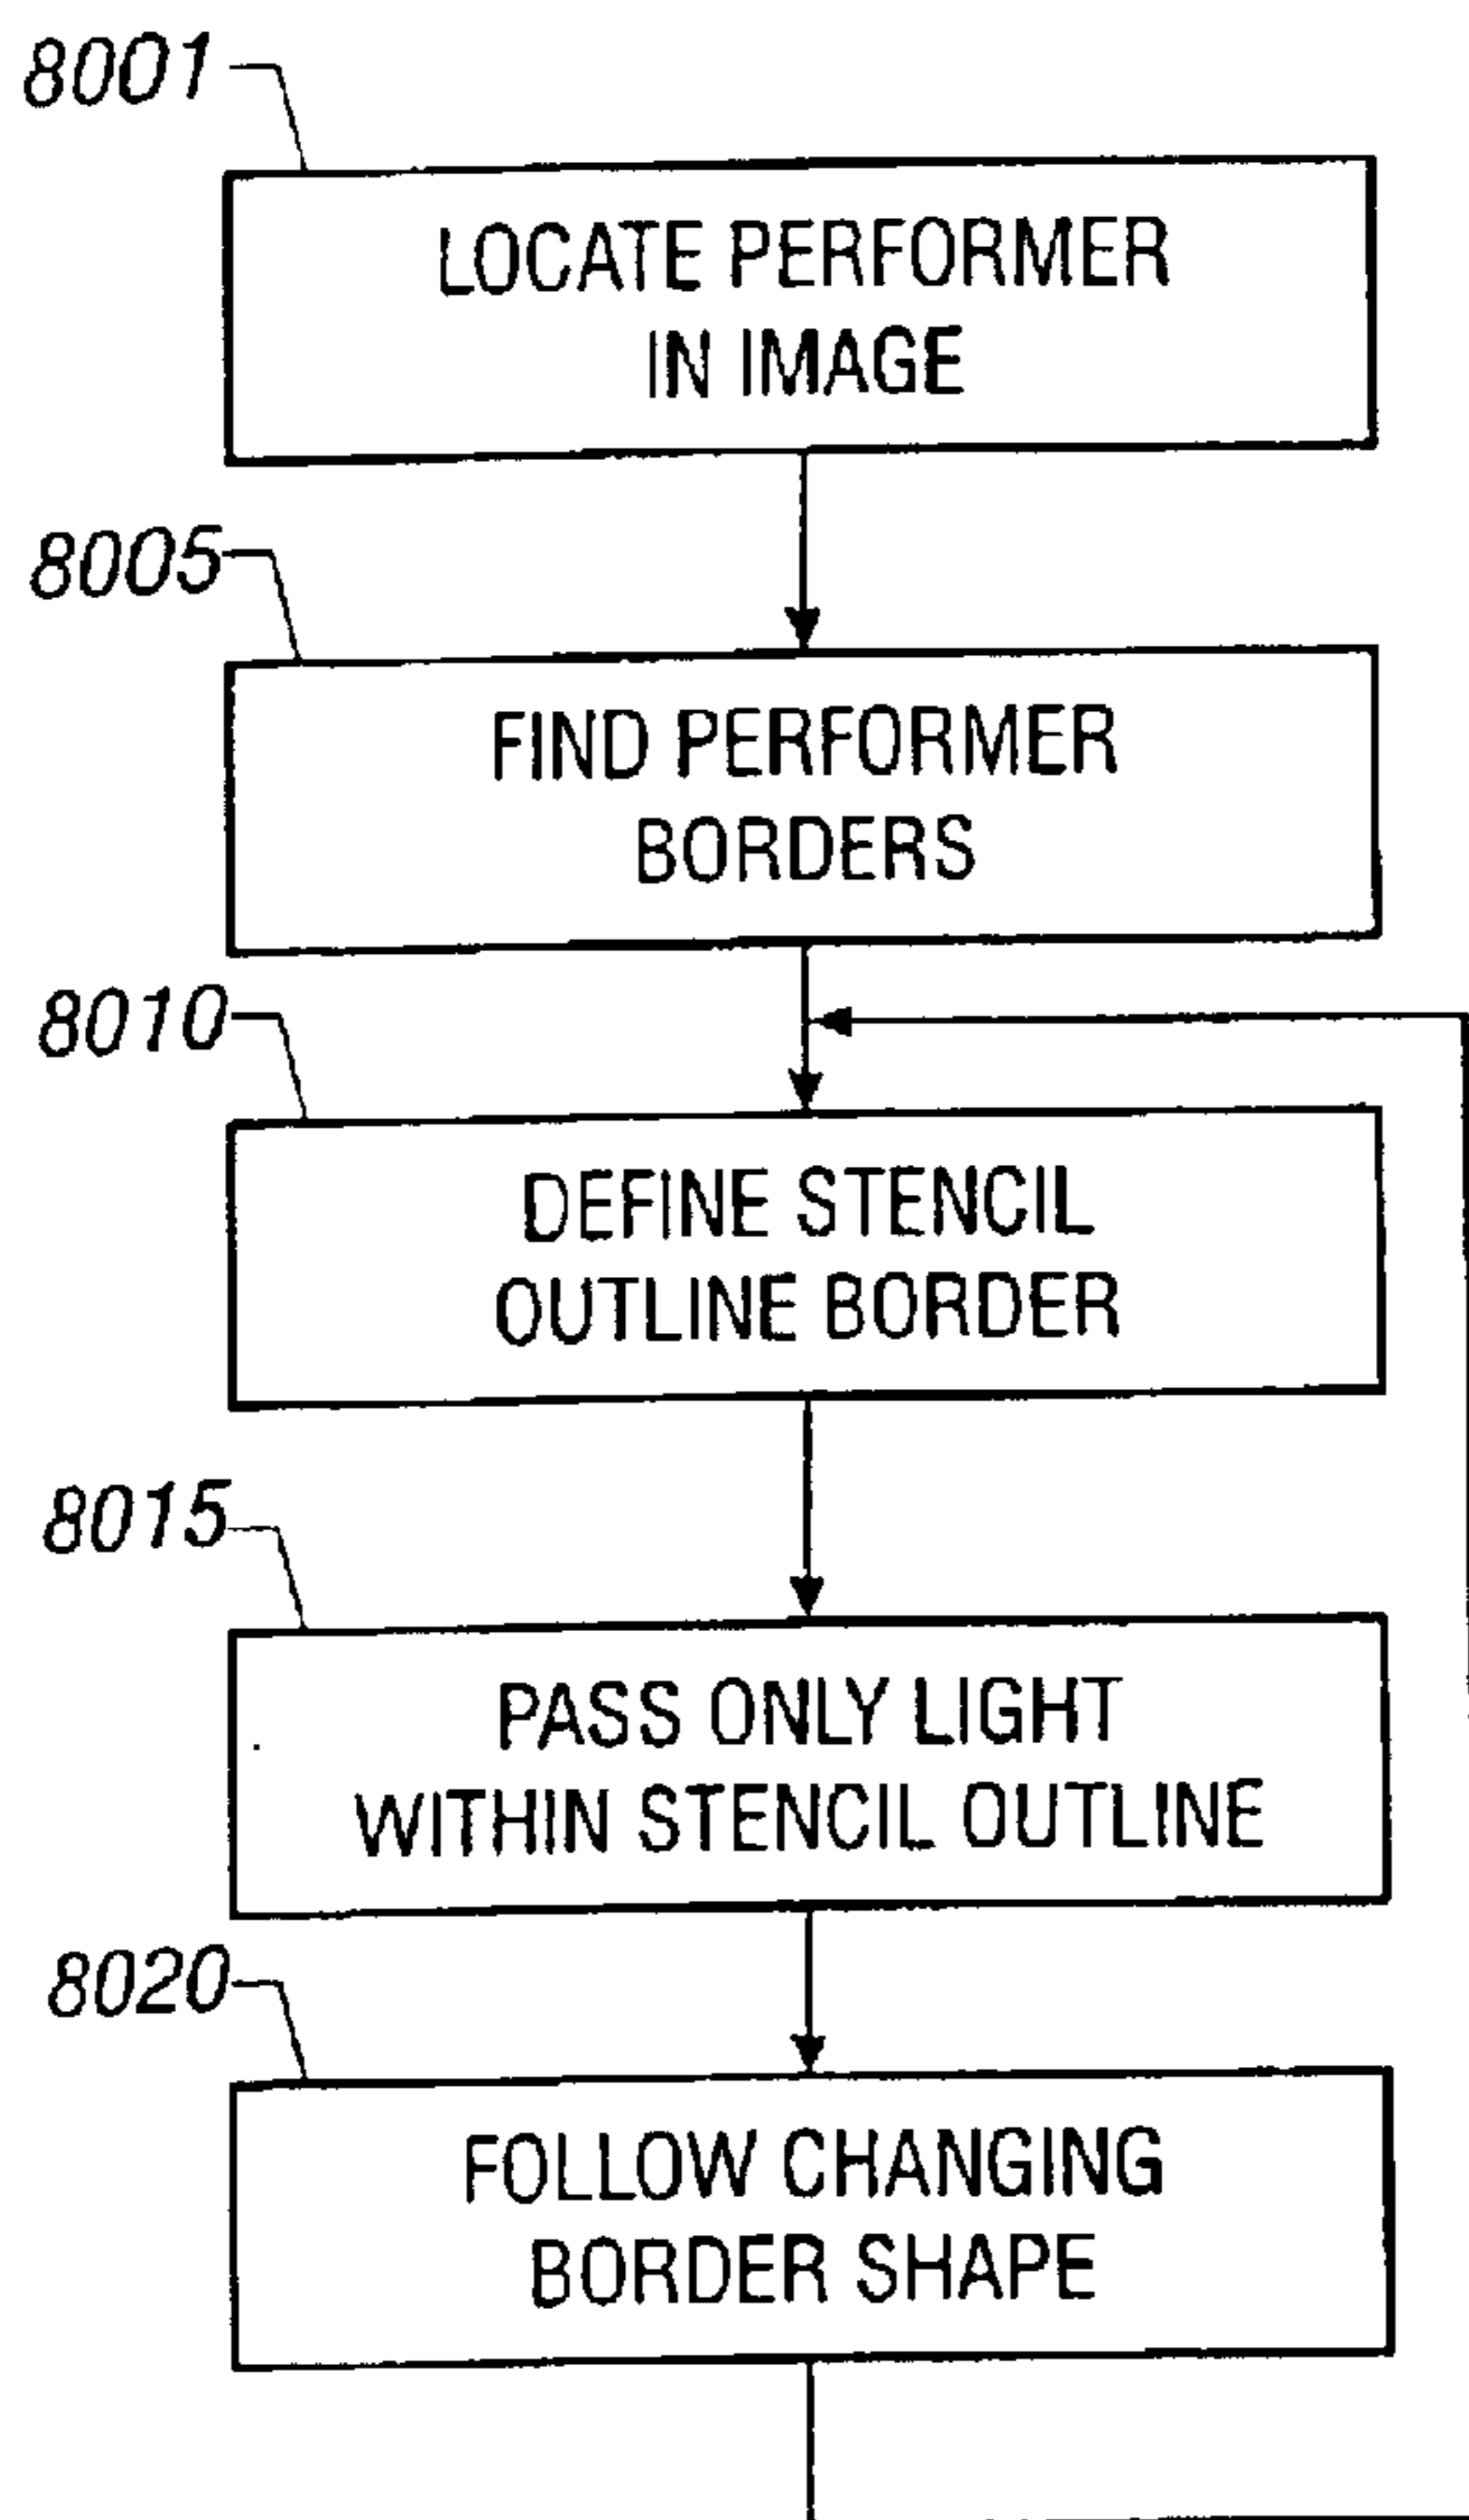 8001
LOCATE PERFORMER
IN IMAGE
8005
FIND PERFORMER
BORDERS
8010
DEFINE STENCIL
OUTLINE BORDER
8015
PASS ONLY LIGHT
WITHIN STENCIL OUTLINE
8020
FOLLOW CHANGING
BORDER SHAPE